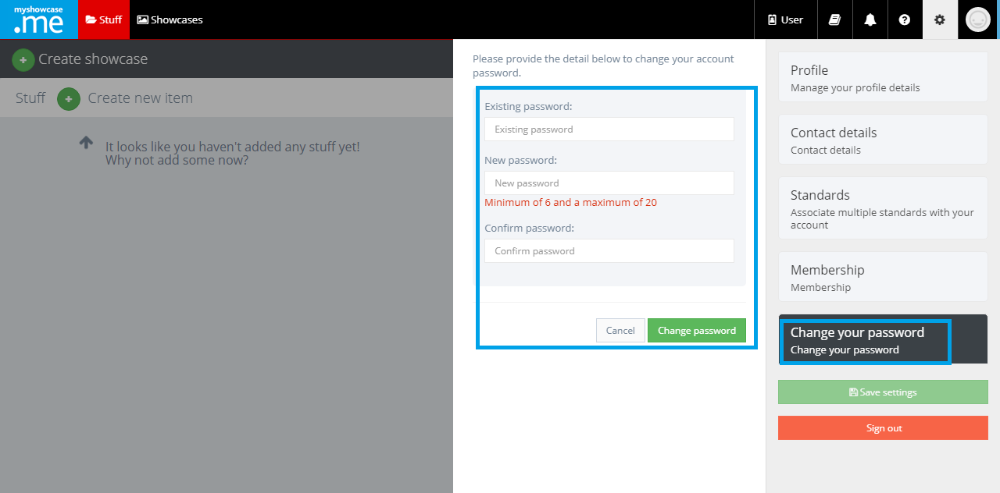 myshowcase
.me
Stuff
Showcases
User
Create showcase
Stuff
Create new item
It looks like you haven't added any stuff yet!
Why not add some now?
Please provide the detail below to change your account
password.
Existing password:
Existing password
New password:
New password
Minimum of 6 and a maximum of 20
Confirm password:
Confirm password
Cancel
Change password
Profile
Manage your profile details
Contact details
Contact details
Standards
Associate multiple standards with your
account
Membership
Membership
Change your password
Change your password
Save settings
Sign out